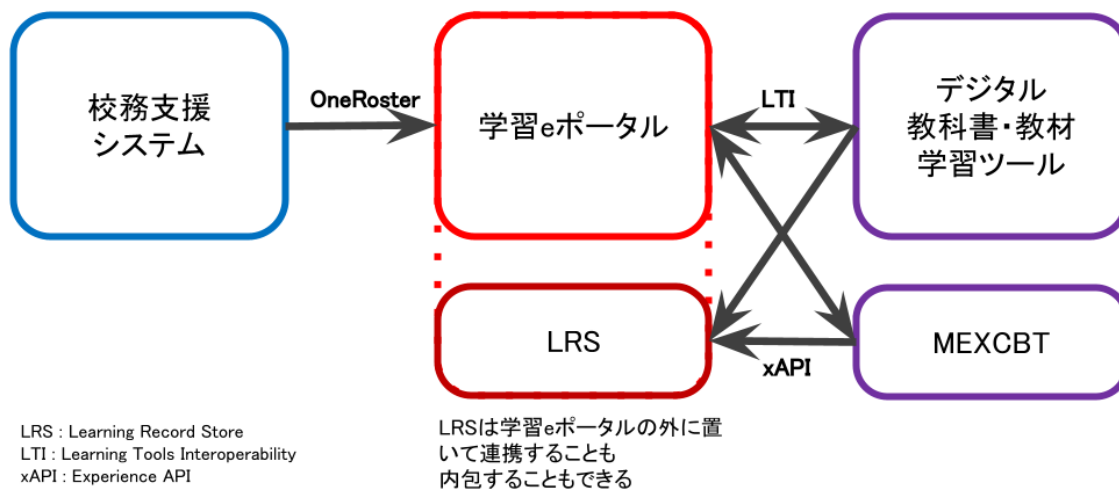 校務支援
システム
OneRoster
学習eポータル
LTI
デジタル
教科書・教材
学習ツール
LRS
xAPI
MEXCBT
LRS : Learning Record Store
LTI : Learning Tools Interoperability
xAPI : Experience API
LRSは学習eポータルの外に置
いて連携することも
内包することもできる